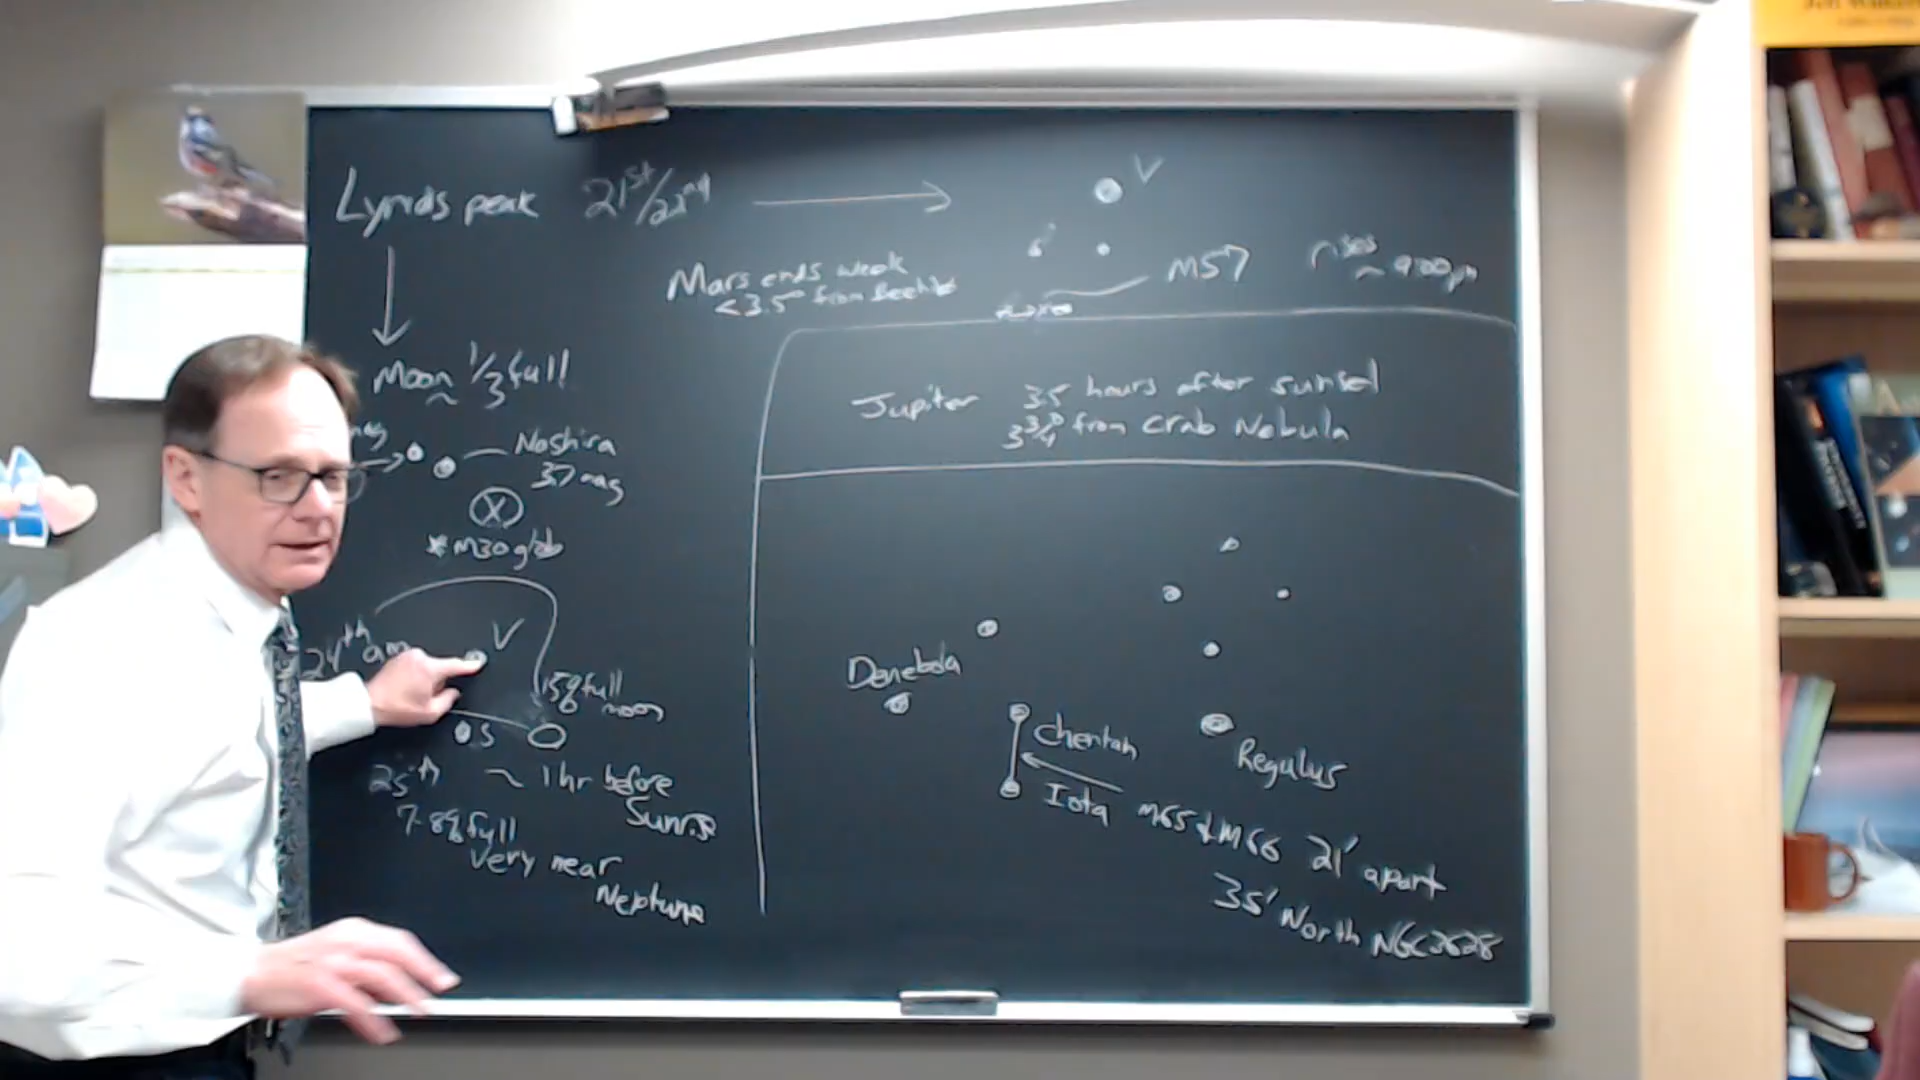 Lyrids peak 21st/22nd
V
Mars ends week
< 3.5° from Beehive
M57
rises
~ 9:00pm
Moon 1/3 full
Jupiter 3.5 hours after sunset
3 3/4° from Crab Nebula
Nashira
3.7 mag
X
* M30 glob
24th am
V
15% full
moon
S
25th
~ 1 hr before
Sunrise
7.8% full
very near
Neptune
Denebola
Chertan
Iota
Regulus
M65 & M66 21' apart
35' North NGC3628